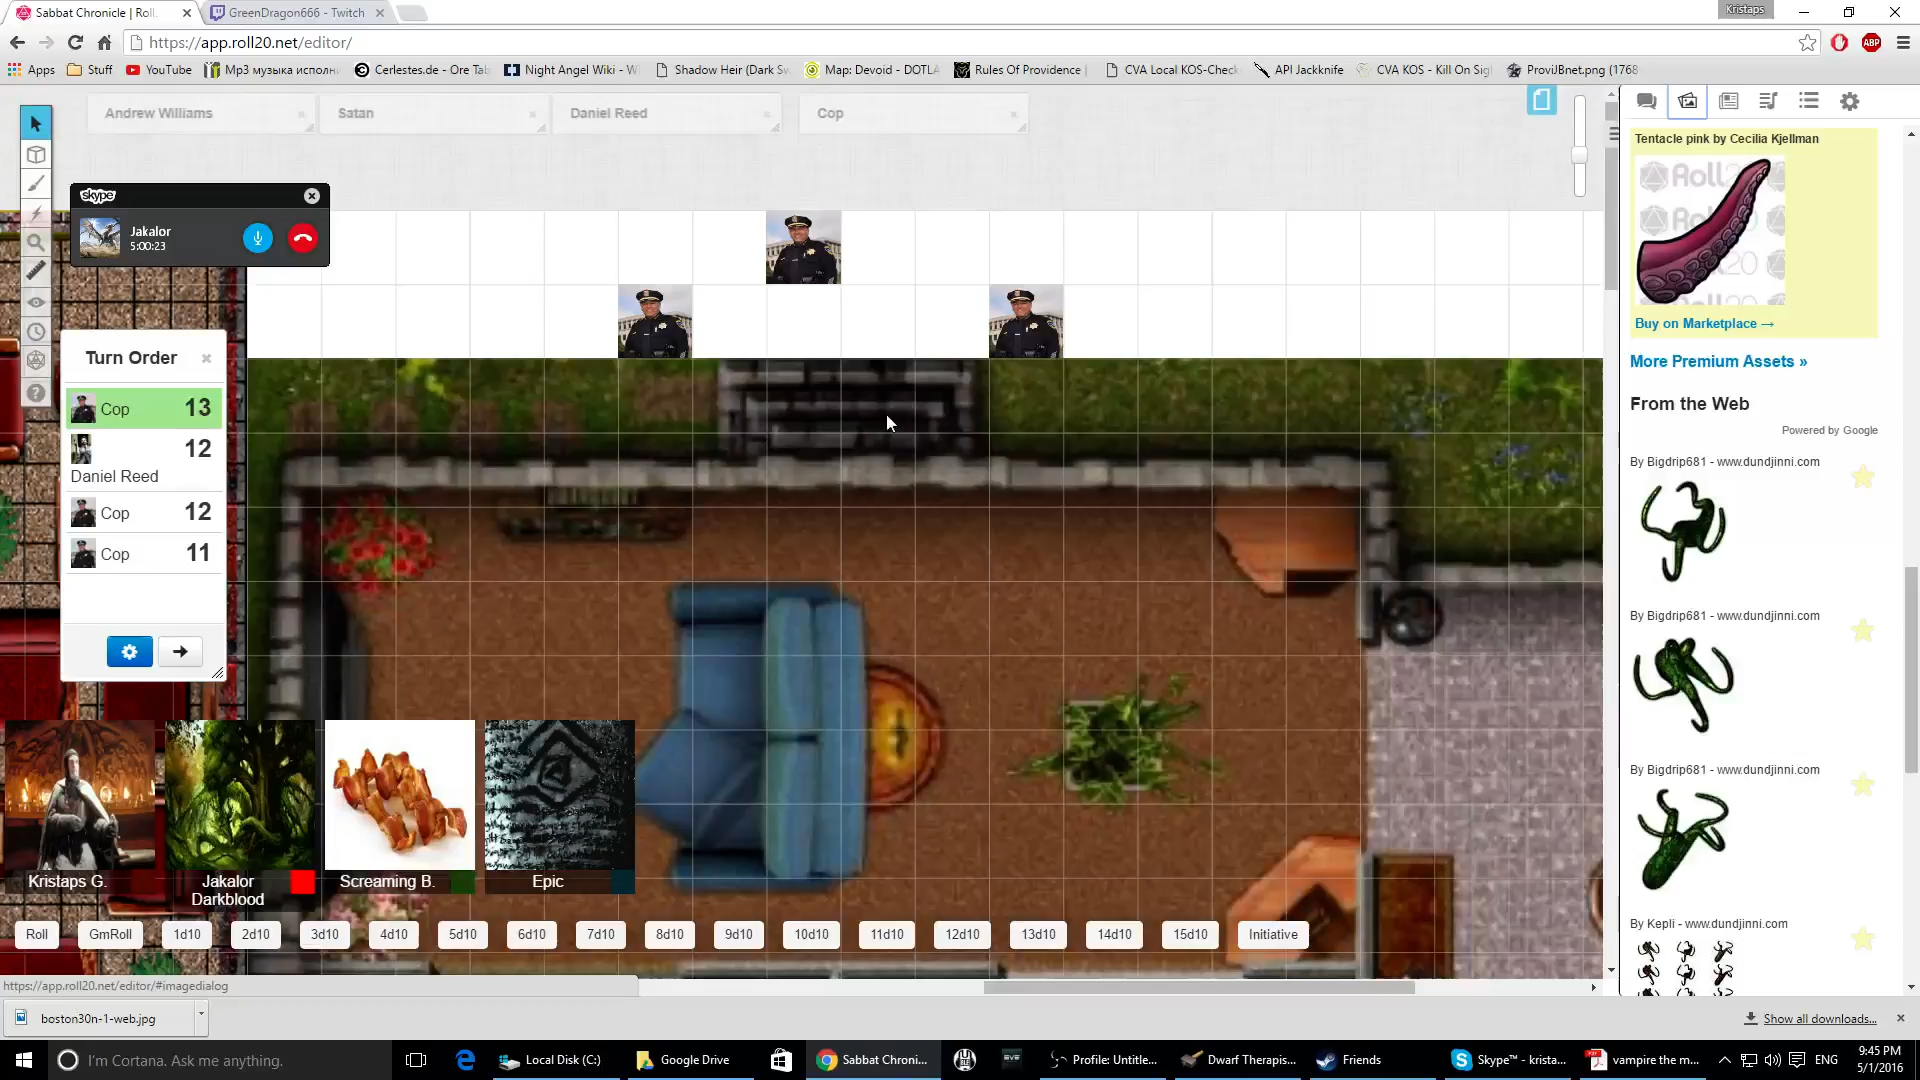 Sabbat Chronicle | Roll.
GreenDragon666 - Twitch
Kristaps
https://app.roll20.net/editor/
Apps
Stuff
YouTube
Mp3 музыка исполни
Cerlestes.de - Ore Tab
Night Angel Wiki - Wi
Shadow Heir (Dark Sw
Map: Devoid - DOTLA
Rules Of Providence
CVA Local KOS-Check
API Jackknife
CVA KOS - Kill On Sigh
ProviJBnet.png (1768
ABP
Andrew Williams
Satan
Daniel Reed
Cop
skype
Jakalor
5:00:23
Turn Order
Cop 13
12
Daniel Reed
Cop 12
Cop 11
Kristaps G.
Jakalor
Darkblood
Screaming B.
Epic
Roll
GmRoll
1d10
2d10
3d10
4d10
5d10
6d10
7d10
8d10
9d10
10d10
11d10
12d10
13d10
14d10
15d10
Initiative
Tentacle pink by Cecilia Kjellman
Roll20
Buy on Marketplace →
More Premium Assets »
From the Web
Powered by Google
By Bigdrip681 - www.dundjinni.com
By Bigdrip681 - www.dundjinni.com
By Bigdrip681 - www.dundjinni.com
By Kepli - www.dundjinni.com
https://app.roll20.net/editor/#imagedialog
boston30n-1-web.jpg
Show all downloads...
I'm Cortana. Ask me anything.
Local Disk (C:)
Google Drive
Sabbat Chroni...
EVE
Profile: Untitle...
Dwarf Therapis...
Friends
Skype™ - krista...
vampire the m...
ENG
9:45 PM
5/1/2016